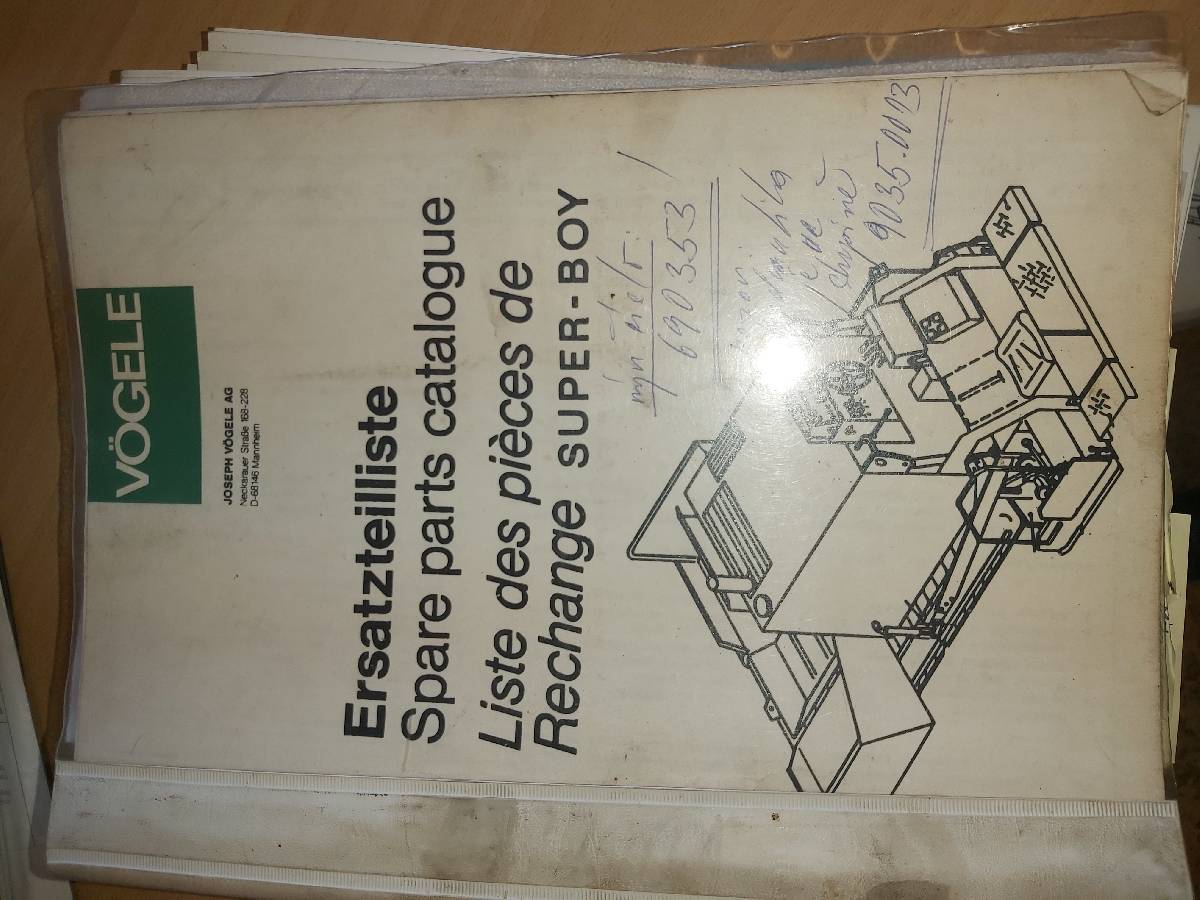 VÖGELE
JOSEPH VÖGELE AG
Neckarauer Straße 168-228
D-68146 Mannheim
Ersatzteilliste
Spare parts catalogue
Liste des pièces de
Rechange SUPER-BOY
690353
9035.0013